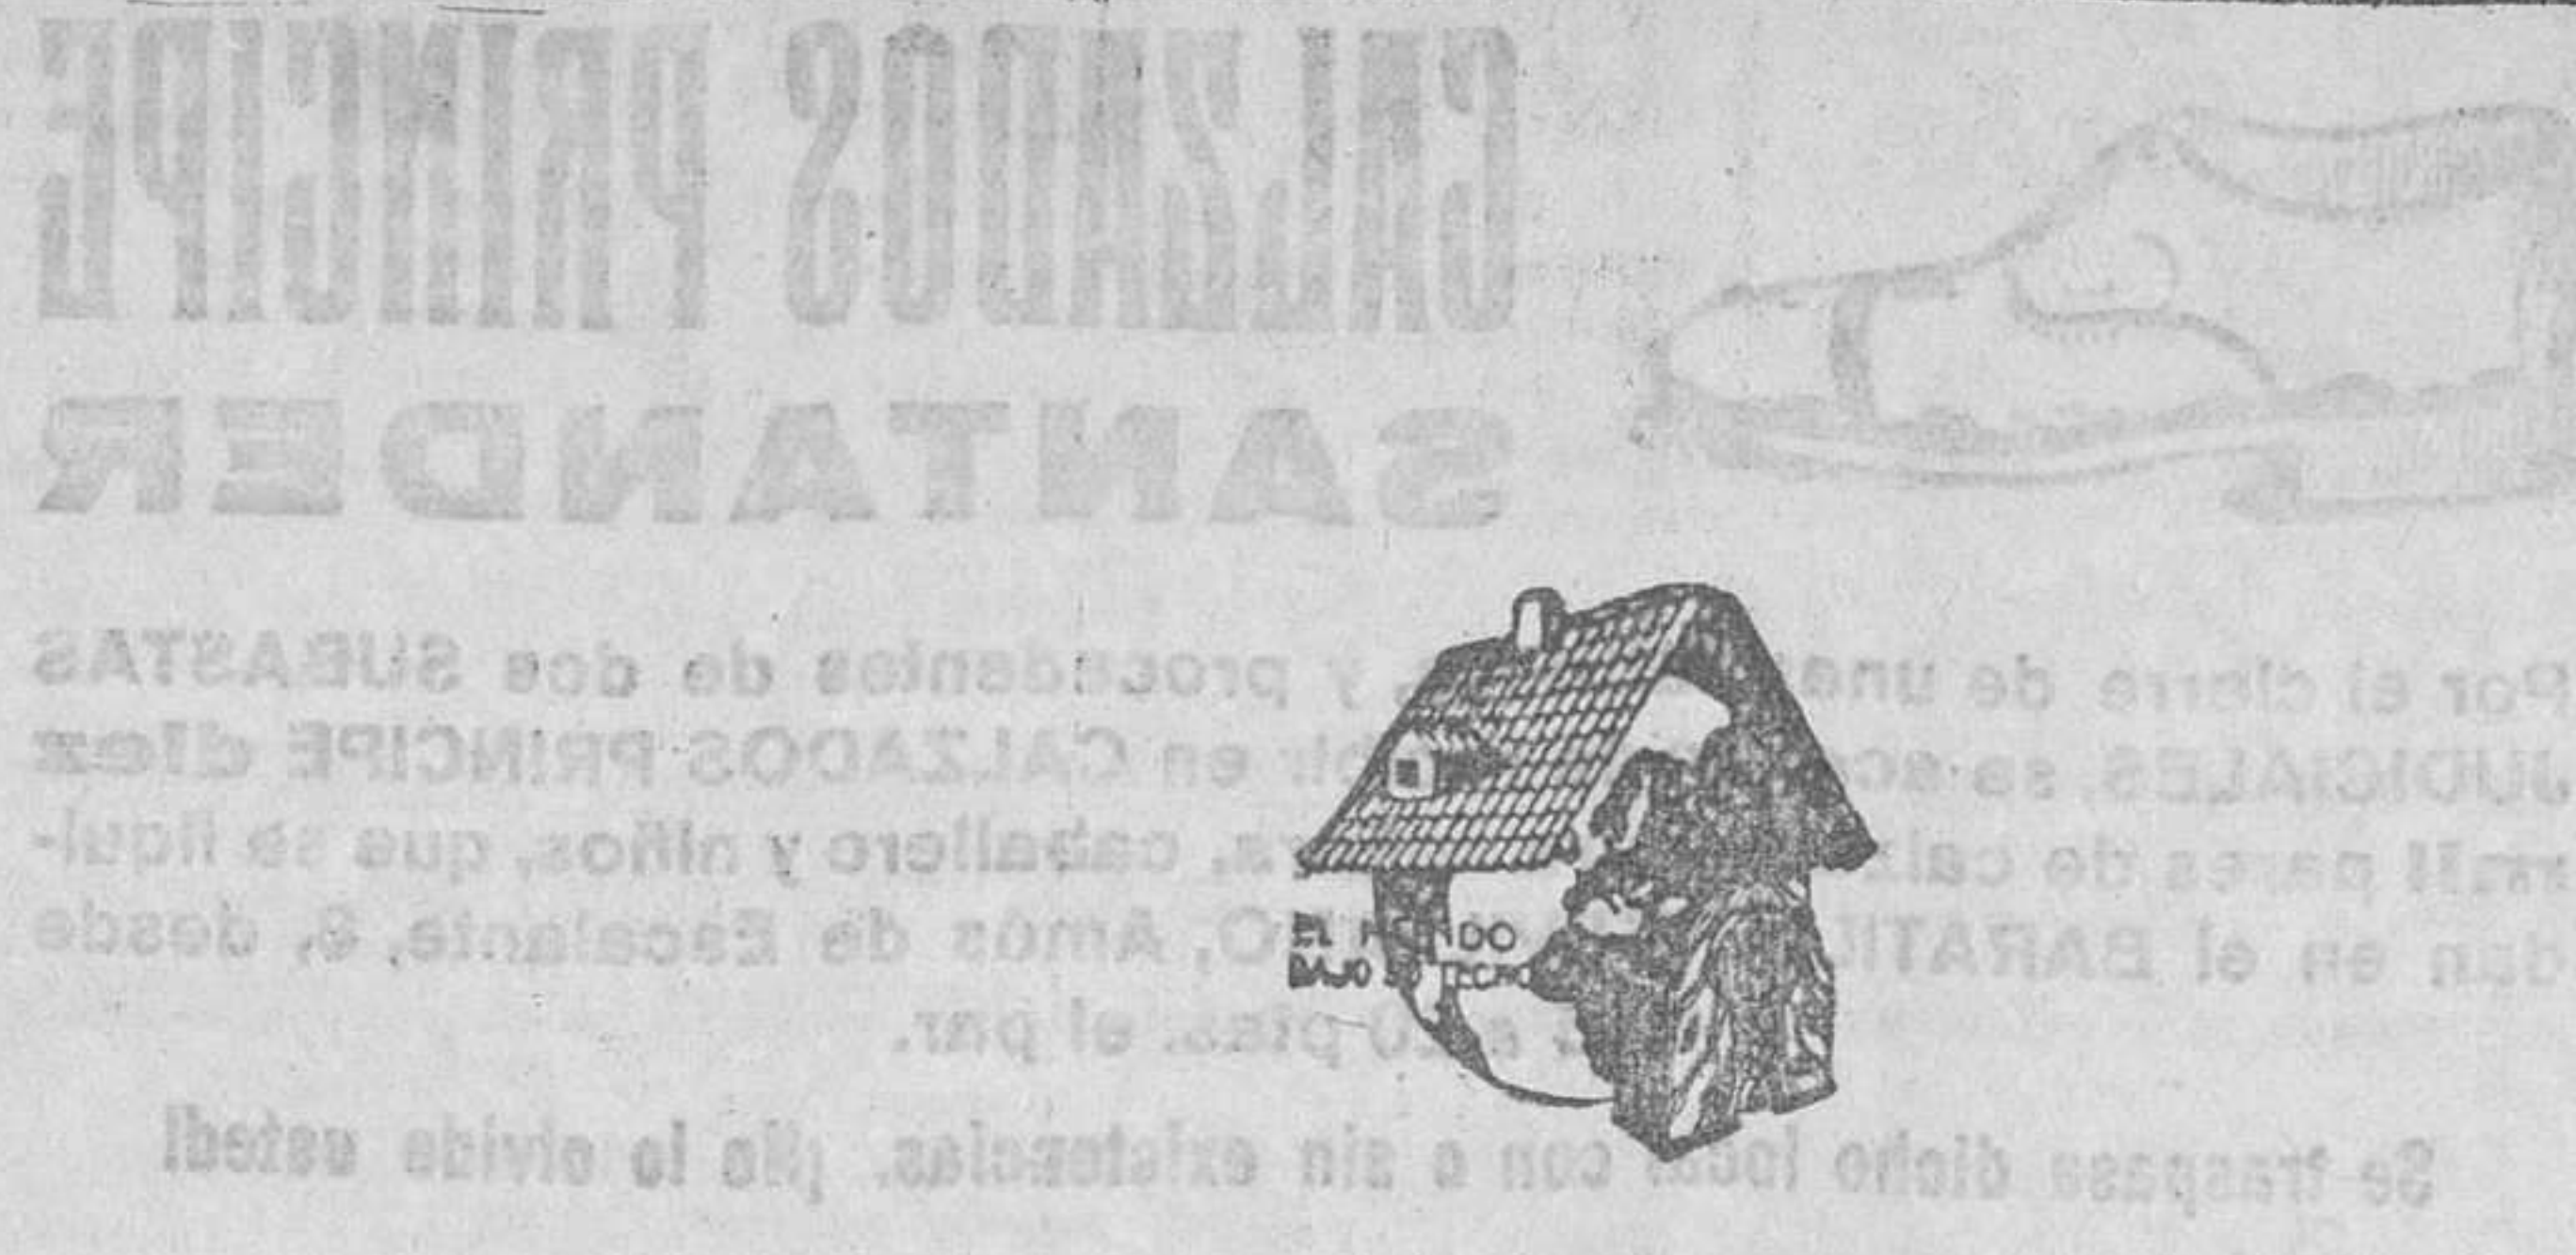 CALZADOS PRINCIPE
SANTANDER
Por el cierre de una y procedentes de dos SUBASTAS
JUDICIALES, se en CALZADOS PRINCIPE diez
mil pares de caballero y niños, que se liqui-
dan en el Amós de Escalante, desde
ptas. el par.
Se traspasa dicho local con o sin existencias. ¡No lo olvide usted!
EL MUNDO
BAJO SU TECHO